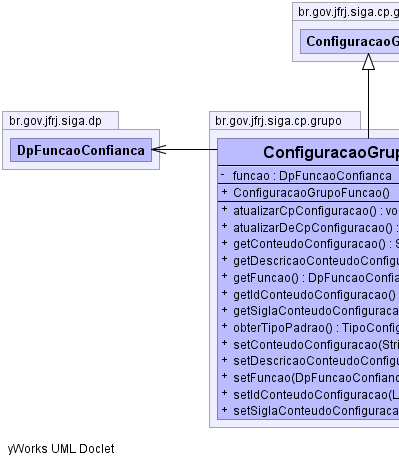 br.gov.jfrj.siga.cp.g
ConfiguracaoG
br.gov.jfrj.siga.dp
DpFuncaoConfianca
br.gov.jfrj.siga.cp.grupo
ConfiguracaoGrup
- funcao : DpFuncaoConfianca
+ ConfiguracaoGrupoFuncao()
+ atualizarCpConfiguracao() : vo
+ atualizarDeCpConfiguracao() :
+ getConteudoConfiguracao() : S
+ getDescricaoConteudoConfigu
+ getFuncao() : DpFuncaoConfia
+ getIdConteudoConfiguracao()
+ getSiglaConteudoConfiguraca
+ obterTipoPadrao() : TipoConfig
+ setConteudoConfiguracao(Stri
+ setDescricaoConteudoConfigu
+ setFuncao(DpFuncaoConfianc
+ setIdConteudoConfiguracao(L
+ setSiglaConteudoConfiguraca
yWorks UML Doclet